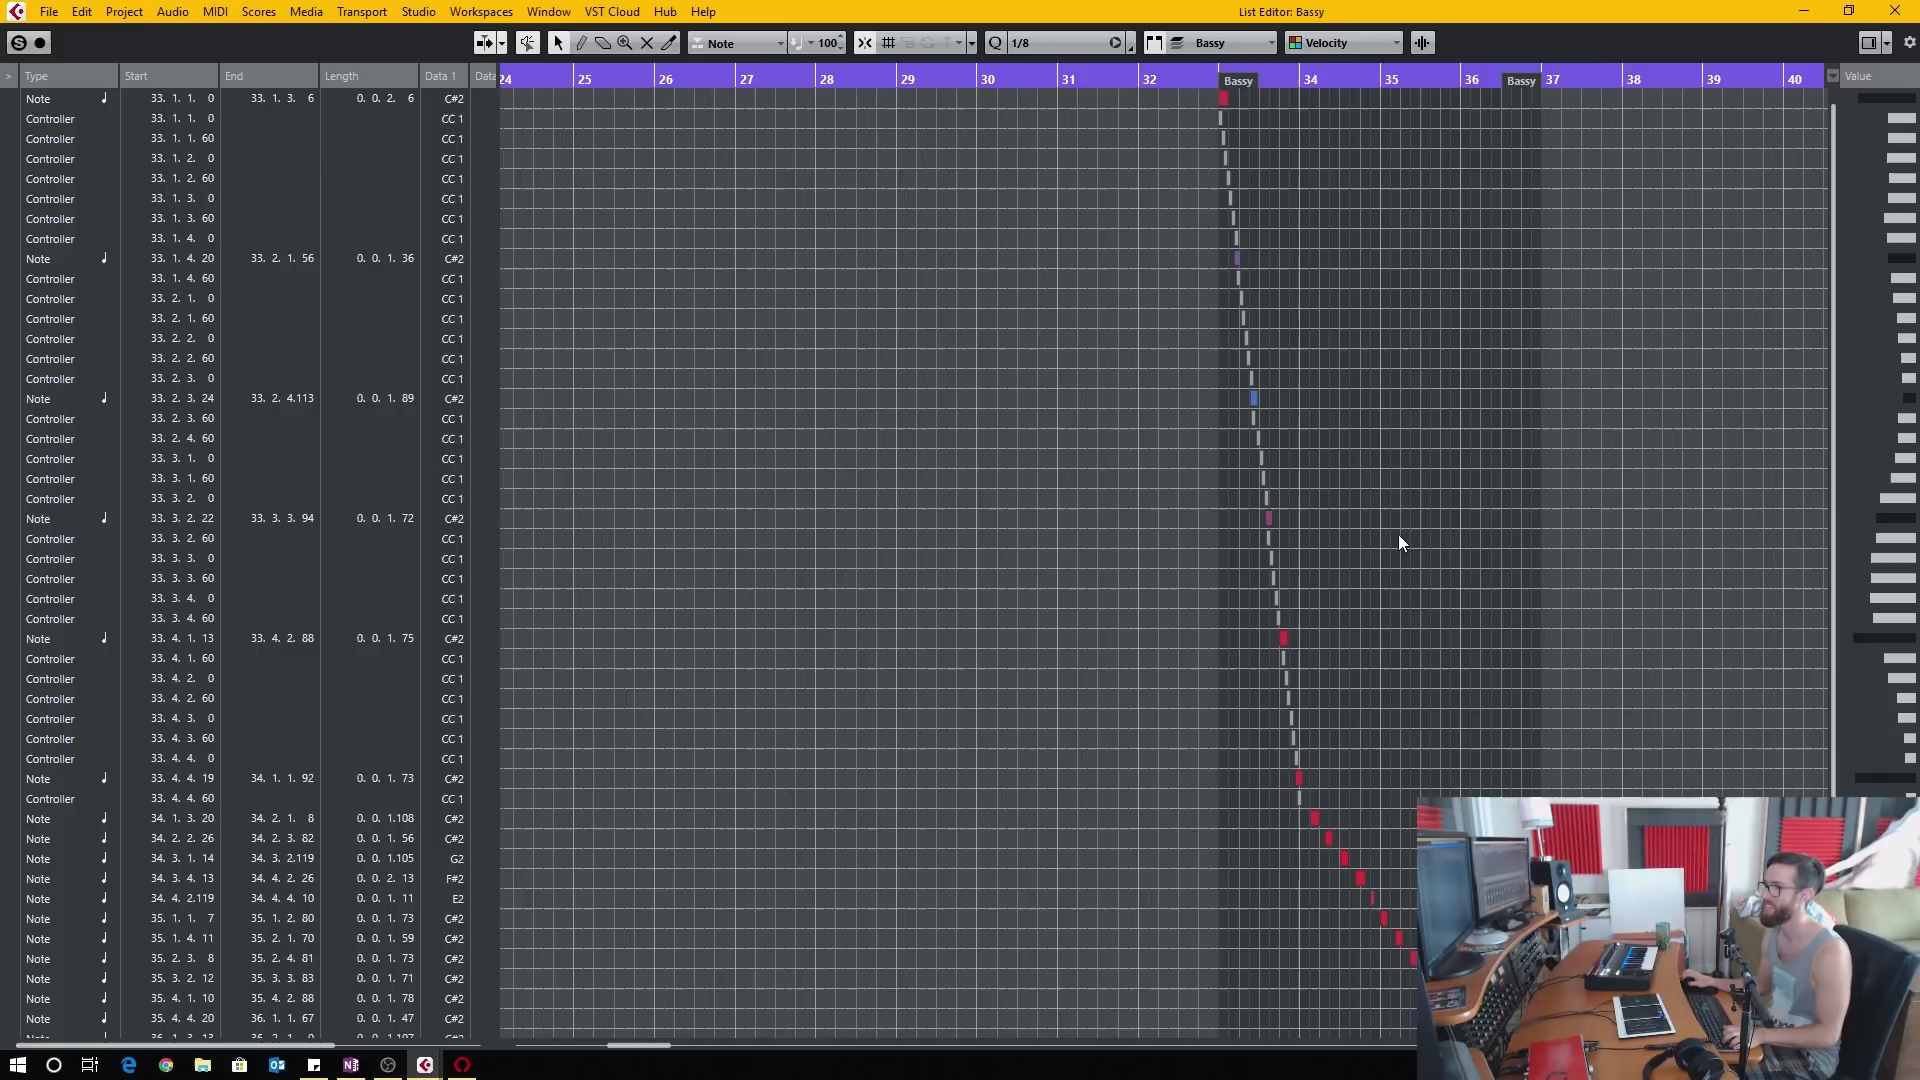 File Edit Project Audio MIDI Scores Media Transport Studio Workspaces Window VST Cloud Hub Help List Editor: Bassy
Note 100 1/8 Bassy Velocity
> Type Start End Length Data 1 Data 24 25 26 27 28 29 30 31 32 34 35 36 37 38 39 40 Value
Bassy Bassy
Note 33. 1. 1. 0 33. 1. 3. 6 0. 0. 2. 6 C#2
Controller 33. 1. 1. 0 CC 1
Controller 33. 1. 1. 60 CC 1
Controller 33. 1. 2. 0 CC 1
Controller 33. 1. 2. 60 CC 1
Controller 33. 1. 3. 0 CC 1
Controller 33. 1. 3. 60 CC 1
Controller 33. 1. 4. 0 CC 1
Note 33. 1. 4. 20 33. 2. 1. 56 0. 0. 1. 36 C#2
Controller 33. 1. 4. 60 CC 1
Controller 33. 2. 1. 0 CC 1
Controller 33. 2. 1. 60 CC 1
Controller 33. 2. 2. 0 CC 1
Controller 33. 2. 2. 60 CC 1
Controller 33. 2. 3. 0 CC 1
Note 33. 2. 3. 24 33. 2. 4.113 0. 0. 1. 89 C#2
Controller 33. 2. 3. 60 CC 1
Controller 33. 2. 4. 60 CC 1
Controller 33. 3. 1. 0 CC 1
Controller 33. 3. 1. 60 CC 1
Controller 33. 3. 2. 0 CC 1
Note 33. 3. 2. 22 33. 3. 3. 94 0. 0. 1. 72 C#2
Controller 33. 3. 2. 60 CC 1
Controller 33. 3. 3. 0 CC 1
Controller 33. 3. 3. 60 CC 1
Controller 33. 3. 4. 0 CC 1
Controller 33. 3. 4. 60 CC 1
Note 33. 4. 1. 13 33. 4. 2. 88 0. 0. 1. 75 C#2
Controller 33. 4. 1. 60 CC 1
Controller 33. 4. 2. 0 CC 1
Controller 33. 4. 2. 60 CC 1
Controller 33. 4. 3. 0 CC 1
Controller 33. 4. 3. 60 CC 1
Controller 33. 4. 4. 0 CC 1
Note 33. 4. 4. 19 34. 1. 1. 92 0. 0. 1. 73 C#2
Controller 33. 4. 4. 60 CC 1
Note 34. 1. 3. 20 34. 2. 1. 8 0. 0. 1.108 C#2
Note 34. 2. 2. 26 34. 2. 3. 82 0. 0. 1. 56 C#2
Note 34. 3. 1. 14 34. 3. 2.119 0. 0. 1.105 G2
Note 34. 3. 4. 13 34. 4. 2. 26 0. 0. 2. 13 F#2
Note 34. 4. 2.119 34. 4. 4. 10 0. 0. 1. 11 E2
Note 35. 1. 1. 7 35. 1. 2. 80 0. 0. 1. 73 C#2
Note 35. 1. 4. 11 35. 2. 1. 70 0. 0. 1. 59 C#2
Note 35. 2. 3. 8 35. 2. 4. 81 0. 0. 1. 73 C#2
Note 35. 3. 2. 12 35. 3. 3. 83 0. 0. 1. 71 C#2
Note 35. 4. 1. 10 35. 4. 2. 88 0. 0. 1. 78 C#2
Note 35. 4. 4. 20 36. 1. 1. 67 0. 0. 1. 47 C#2